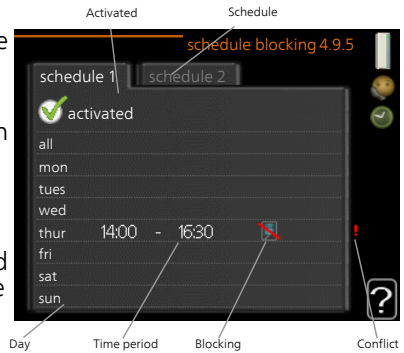 Activated Schedule
schedule blocking 4.9.5
schedule 1 schedule 2
activated
all
mon
tues
wed
thur 14:00 - 16:30 !
fri
sat
sun
?
Day Time period Blocking Conflict